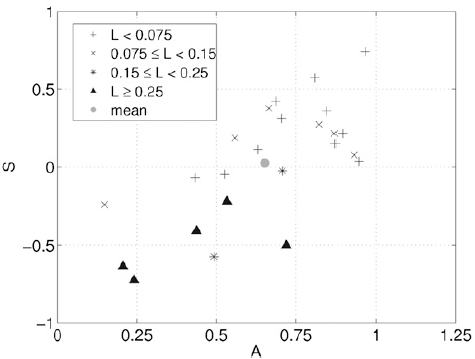 1
0.5
0
−0.5
−1
S
+ L < 0.075
× 0.075 ≤ L < 0.15
∗ 0.15 ≤ L < 0.25
▲ L ≥ 0.25
● mean
0 0.25 0.5 0.75 1 1.25
A